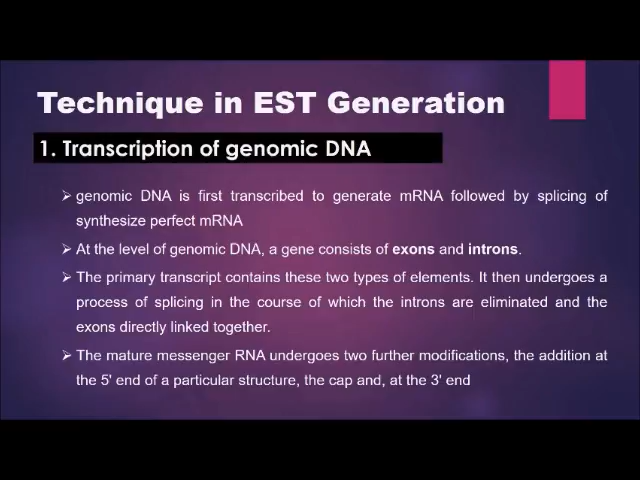 Technique in EST Generation
1. Transcription of genomic DNA
➢ genomic DNA is first transcribed to generate mRNA followed by splicing of
synthesize perfect mRNA
➢ At the level of genomic DNA, a gene consists of exons and introns.
➢ The primary transcript contains these two types of elements. It then undergoes a
process of splicing in the course of which the introns are eliminated and the
exons directly linked together.
➢ The mature messenger RNA undergoes two further modifications, the addition at
the 5' end of a particular structure, the cap and, at the 3' end